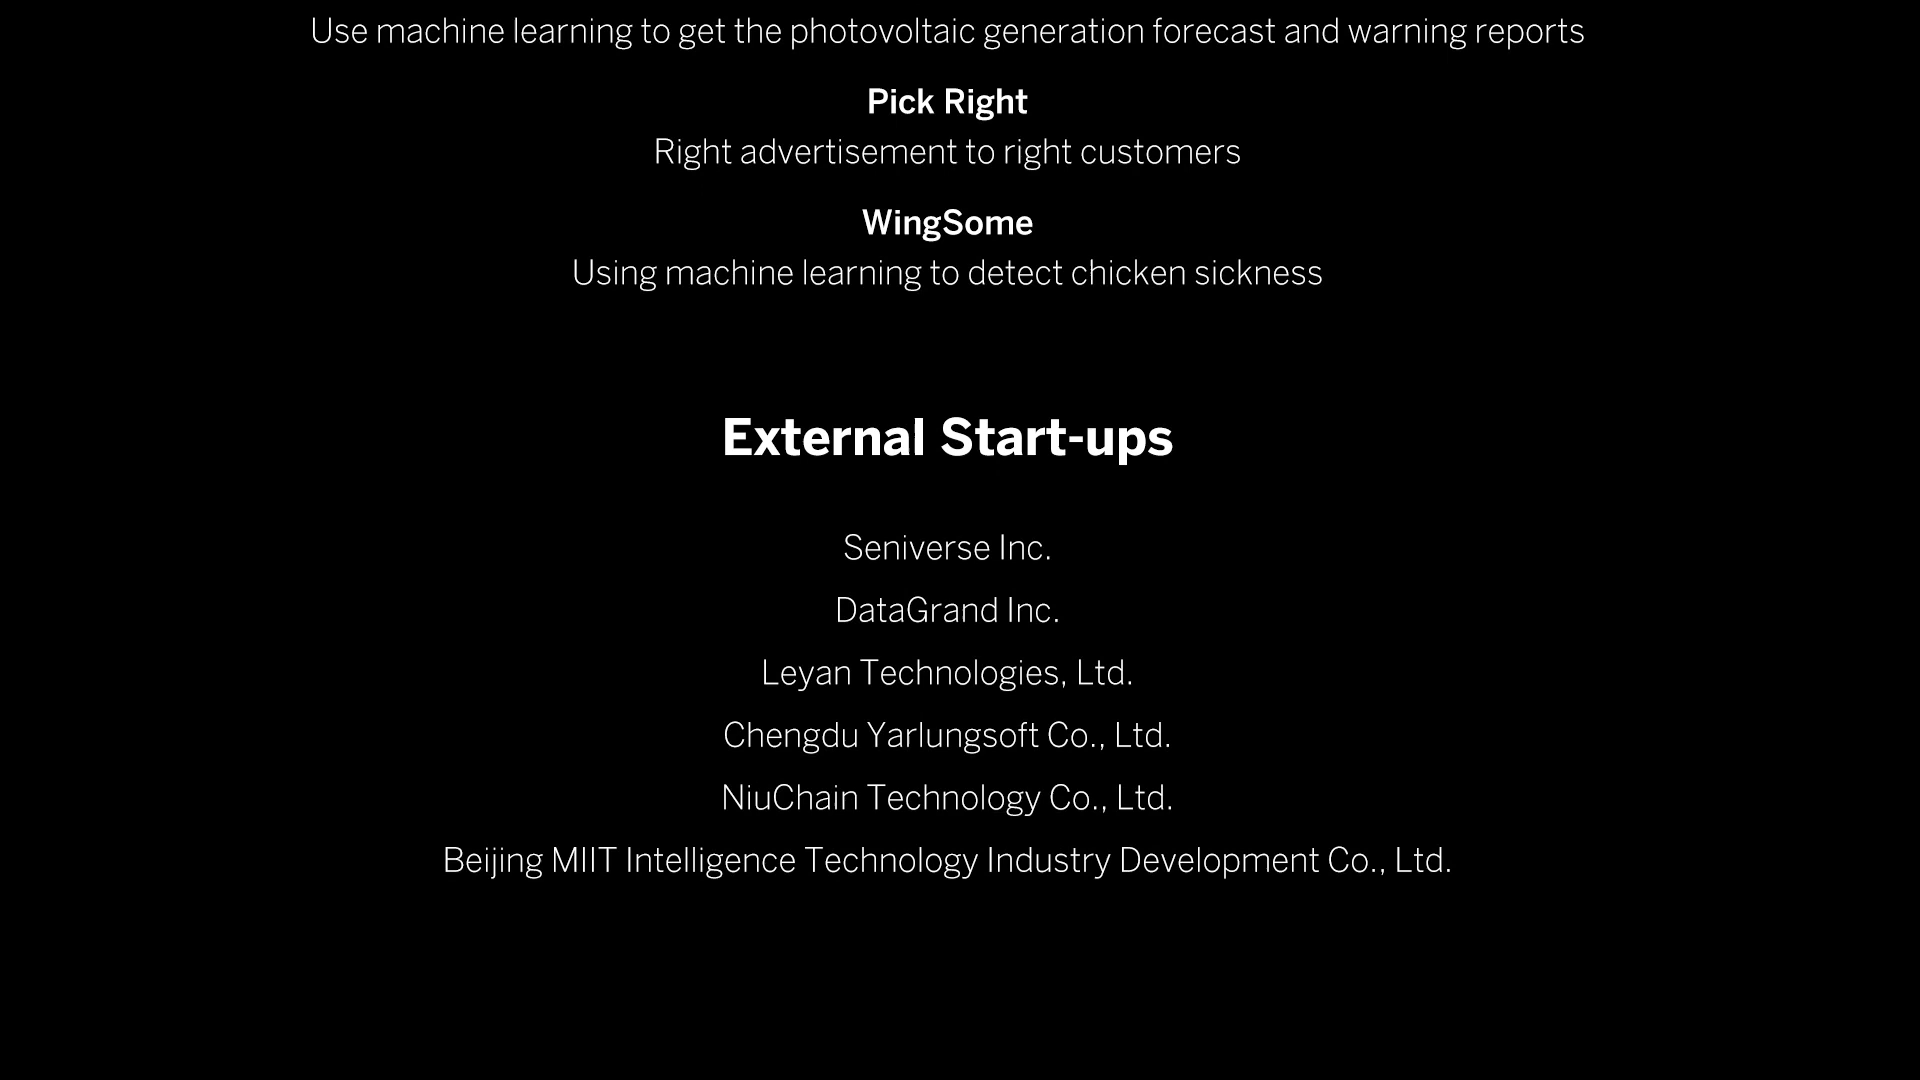 Use machine learning to get the photovoltaic generation forecast and warning reports
Pick Right
Right advertisement to right customers
WingSome
Using machine learning to detect chicken sickness
External Start-ups
Seniverse Inc.
DataGrand Inc.
Leyan Technologies, Ltd.
Chengdu Yarlungsoft Co., Ltd.
NiuChain Technology Co., Ltd.
Beijing MIIT Intelligence Technology Industry Development Co., Ltd.